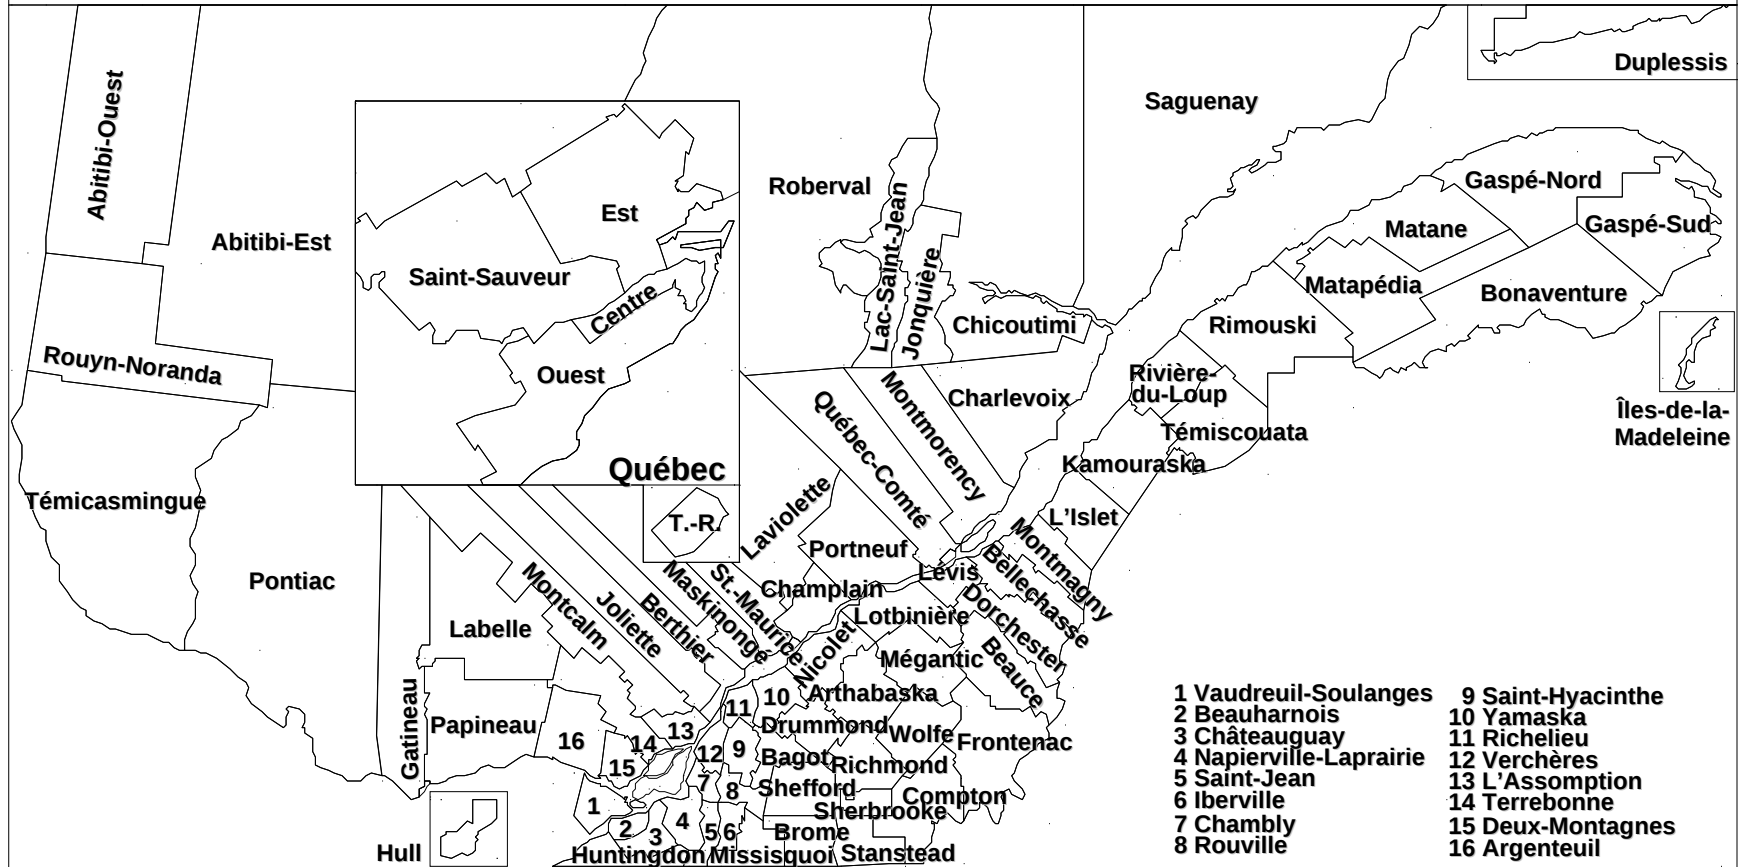 Duplessis
Saguenay
Abitibi-Ouest
Abitibi-Est
Roberval
Est
Saint-Sauveur
Centre
Ouest
Québec
Lac-Saint-Jean
Jonquière
Chicoutimi
Gaspé-Nord
Gaspé-Sud
Matane
Matapédia
Bonaventure
Rimouski
Rouyn-Noranda
Rivière-
du-Loup
Charlevoix
Îles-de-la-
Madeleine
Témiscouata
Kamouraska
Québec-Comté
Montmorency
Témicasmingue
T.-R.
Laviolette
L'Islet
Portneuf
Montmagny
Pontiac
Champlain
Lévis
Bellechasse
Dorchester
Beauce
Labelle
Montcalm
Joliette
Berthier
Maskinongé
St.-Maurice
Nicolet
Lotbinière
Mégantic
Arthabaska
Gatineau
Papineau
16
15
14
13
11
10
12
9
Drummond
Wolfe
Frontenac
Bagot
Richmond
7
8
Shefford
Sherbrooke
Compton
1
2
3
4
5
6
Brome
Hull
Huntingdon
Missisquoi
Stanstead
1 Vaudreuil-Soulanges
2 Beauharnois
3 Châteauguay
4 Napierville-Laprairie
5 Saint-Jean
6 Iberville
7 Chambly
8 Rouville
9 Saint-Hyacinthe
10 Yamaska
11 Richelieu
12 Verchères
13 L'Assomption
14 Terrebonne
15 Deux-Montagnes
16 Argenteuil